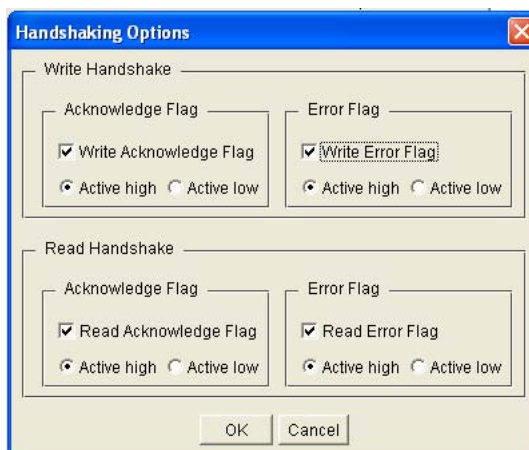 Handshaking Options
Write Handshake
Acknowledge Flag
Error Flag
Write Acknowledge Flag
Write Error Flag
Active high Active low
Active high Active low
Read Handshake
Acknowledge Flag
Error Flag
Read Acknowledge Flag
Read Error Flag
Active high Active low
Active high Active low
OK
Cancel